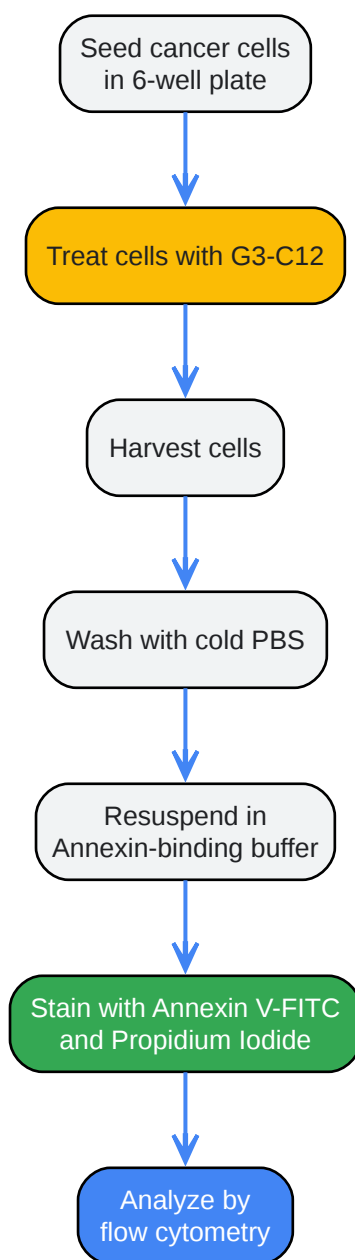 Seed cancer cells
in 6-well plate
Treat cells with G3-C12
Harvest cells
Wash with cold PBS
Resuspend in
Annexin-binding buffer
Stain with Annexin V-FITC
and Propidium Iodide
Analyze by
flow cytometry